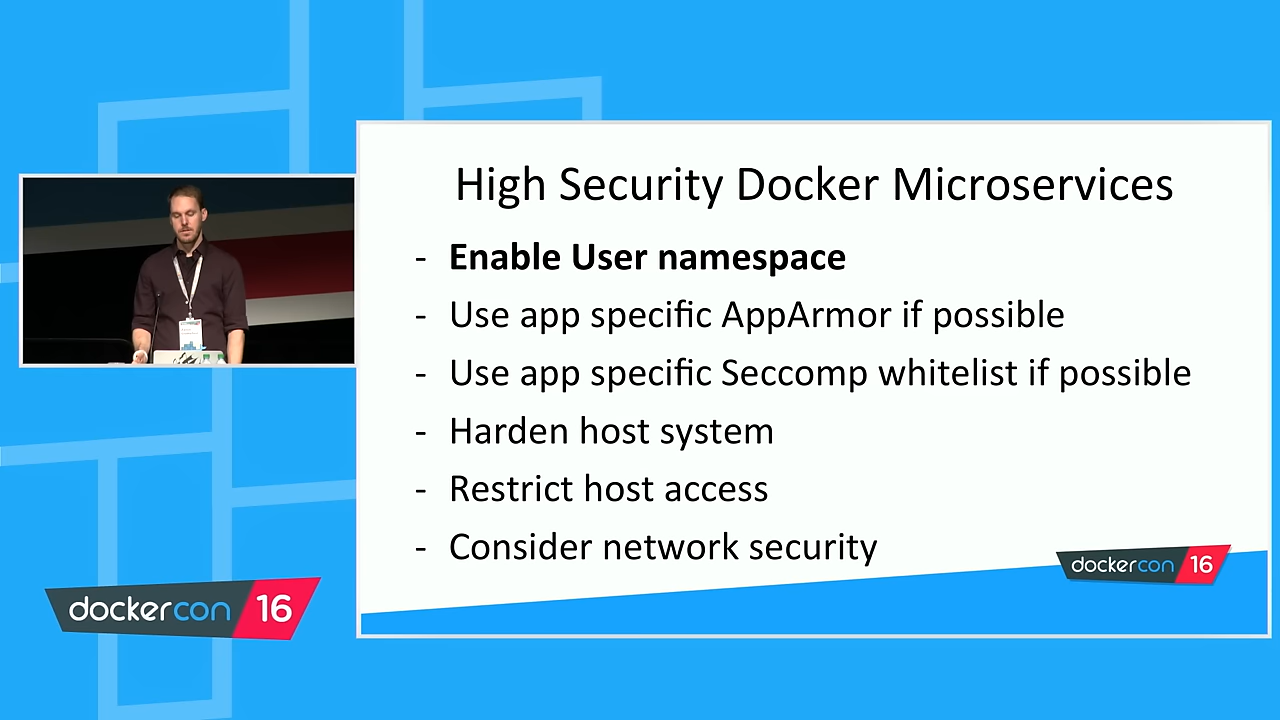 High Security Docker Microservices
- Enable User namespace
- Use app specific AppArmor if possible
- Use app specific Seccomp whitelist if possible
- Harden host system
- Restrict host access
- Consider network security
dockercon 16
dockercon 16